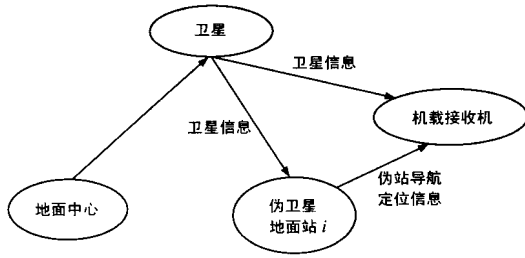 卫星
卫星信息
机载接收机
卫星信息
地面中心
伪卫星
地面站 i
伪站导航
定位信息